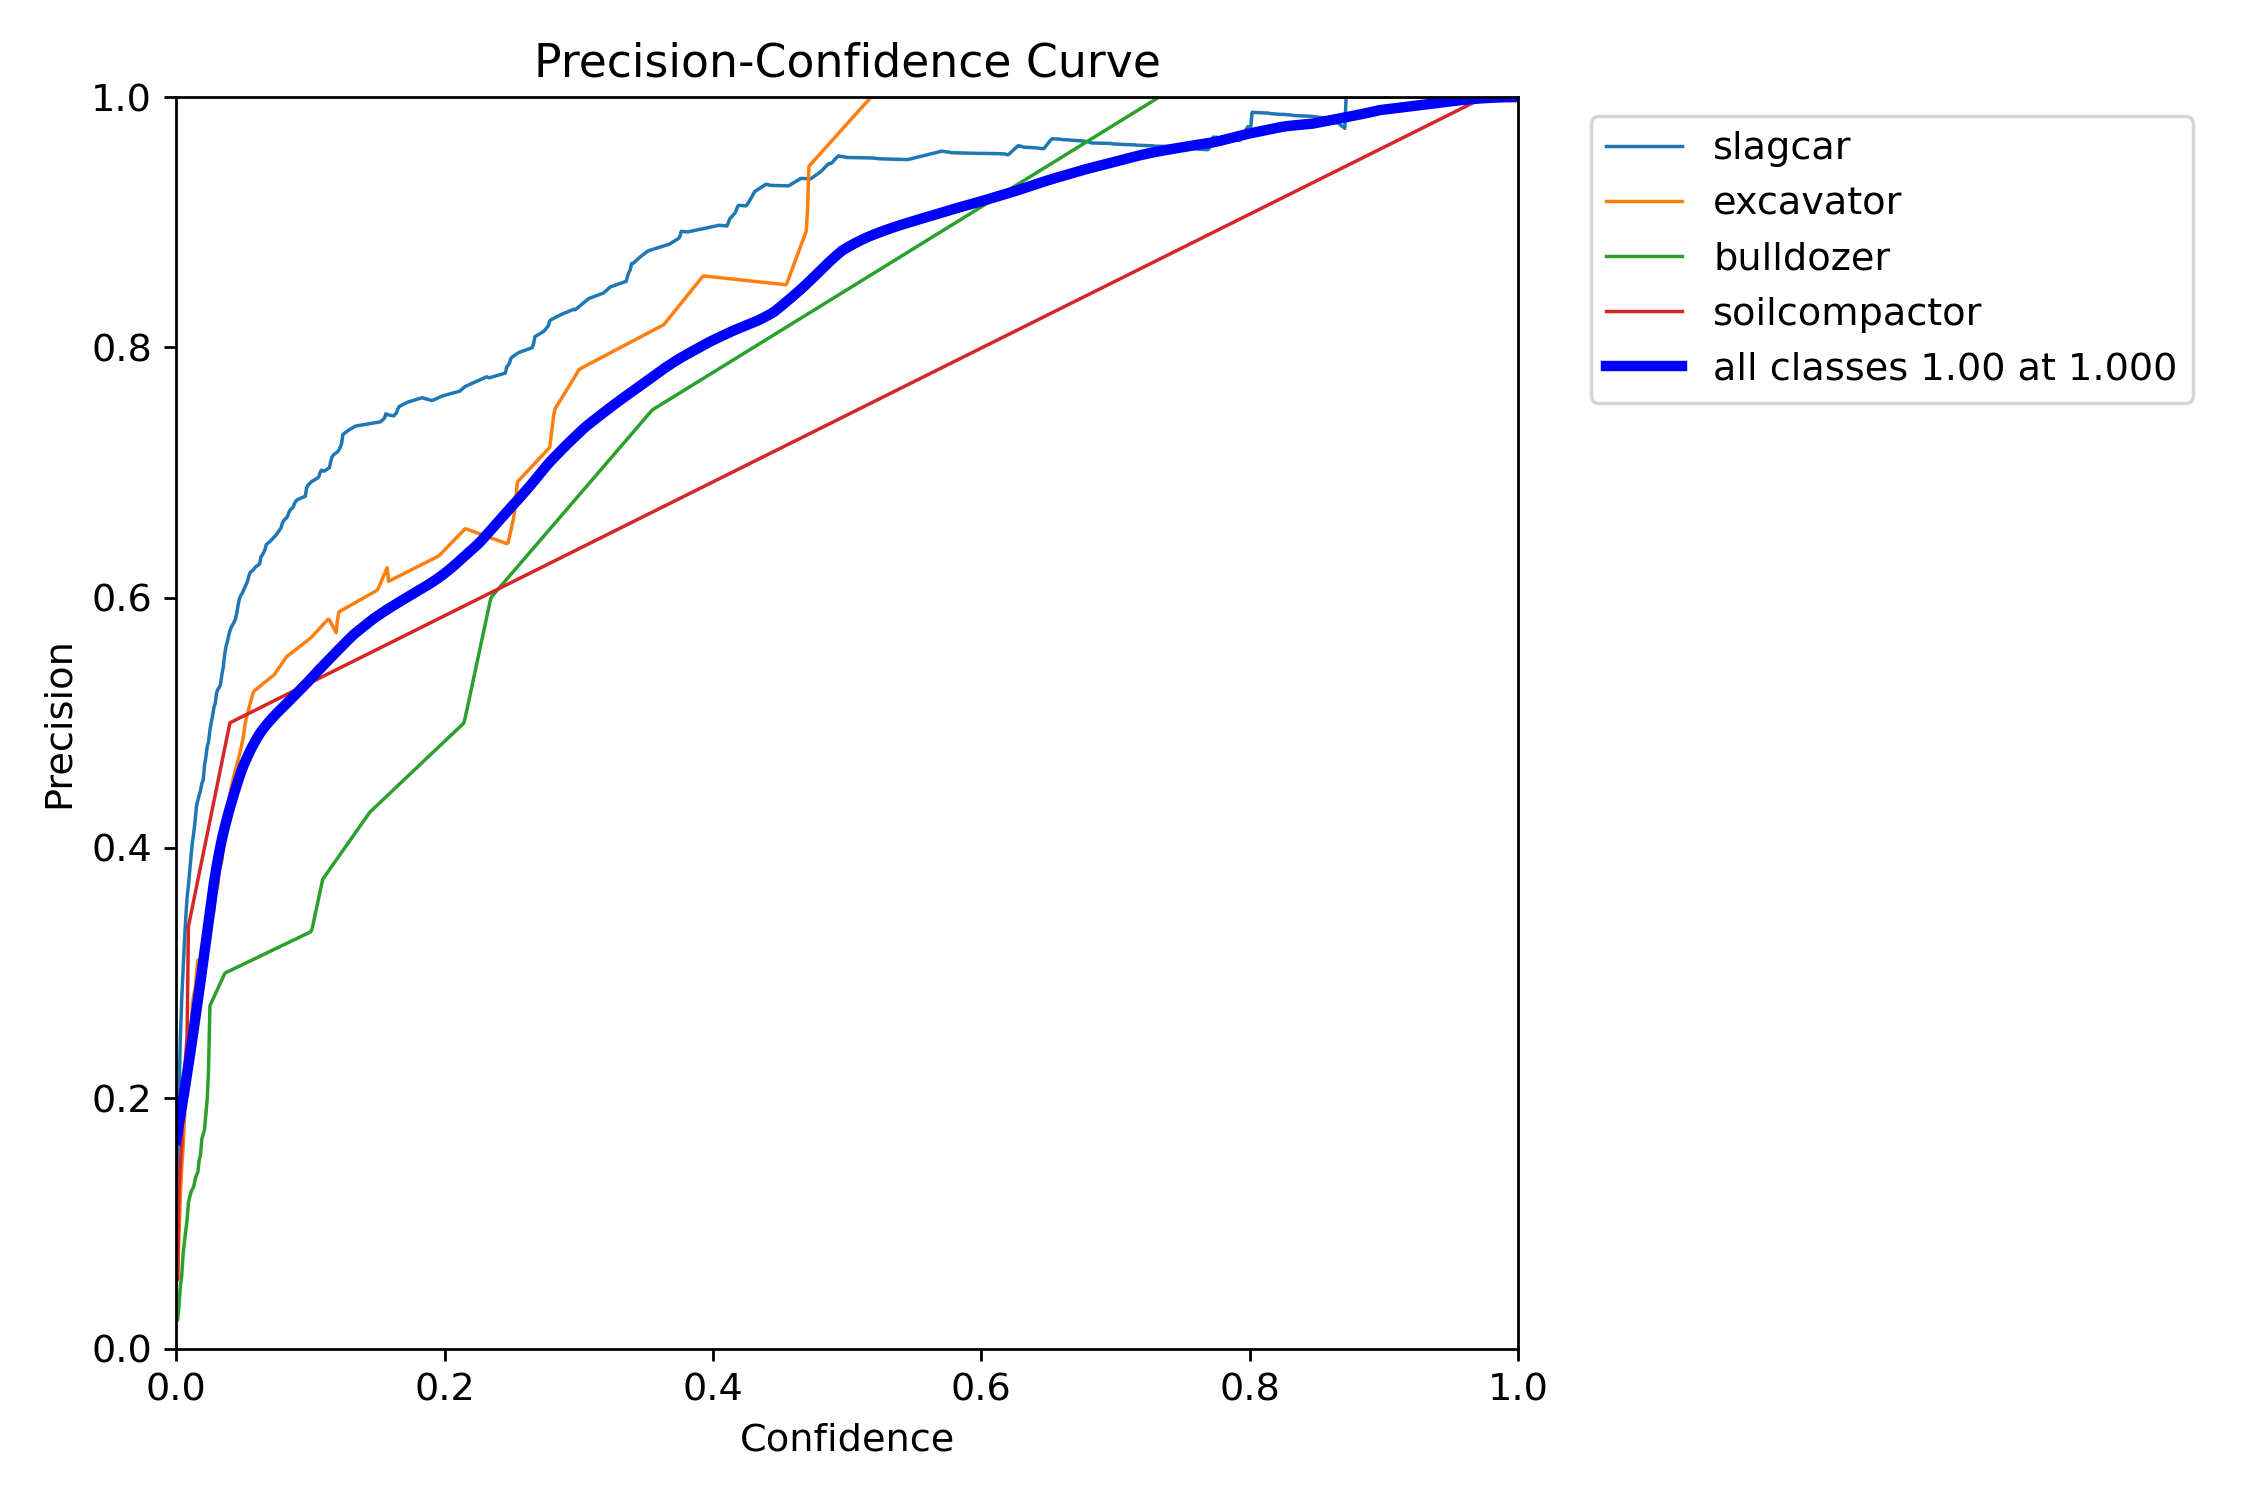 Precision-Confidence Curve
1.0
0.8
0.6
0.4
0.2
0.0
Precision
0.0 0.2 0.4 0.6 0.8 1.0
Confidence
slagcar
excavator
bulldozer
soilcompactor
all classes 1.00 at 1.000